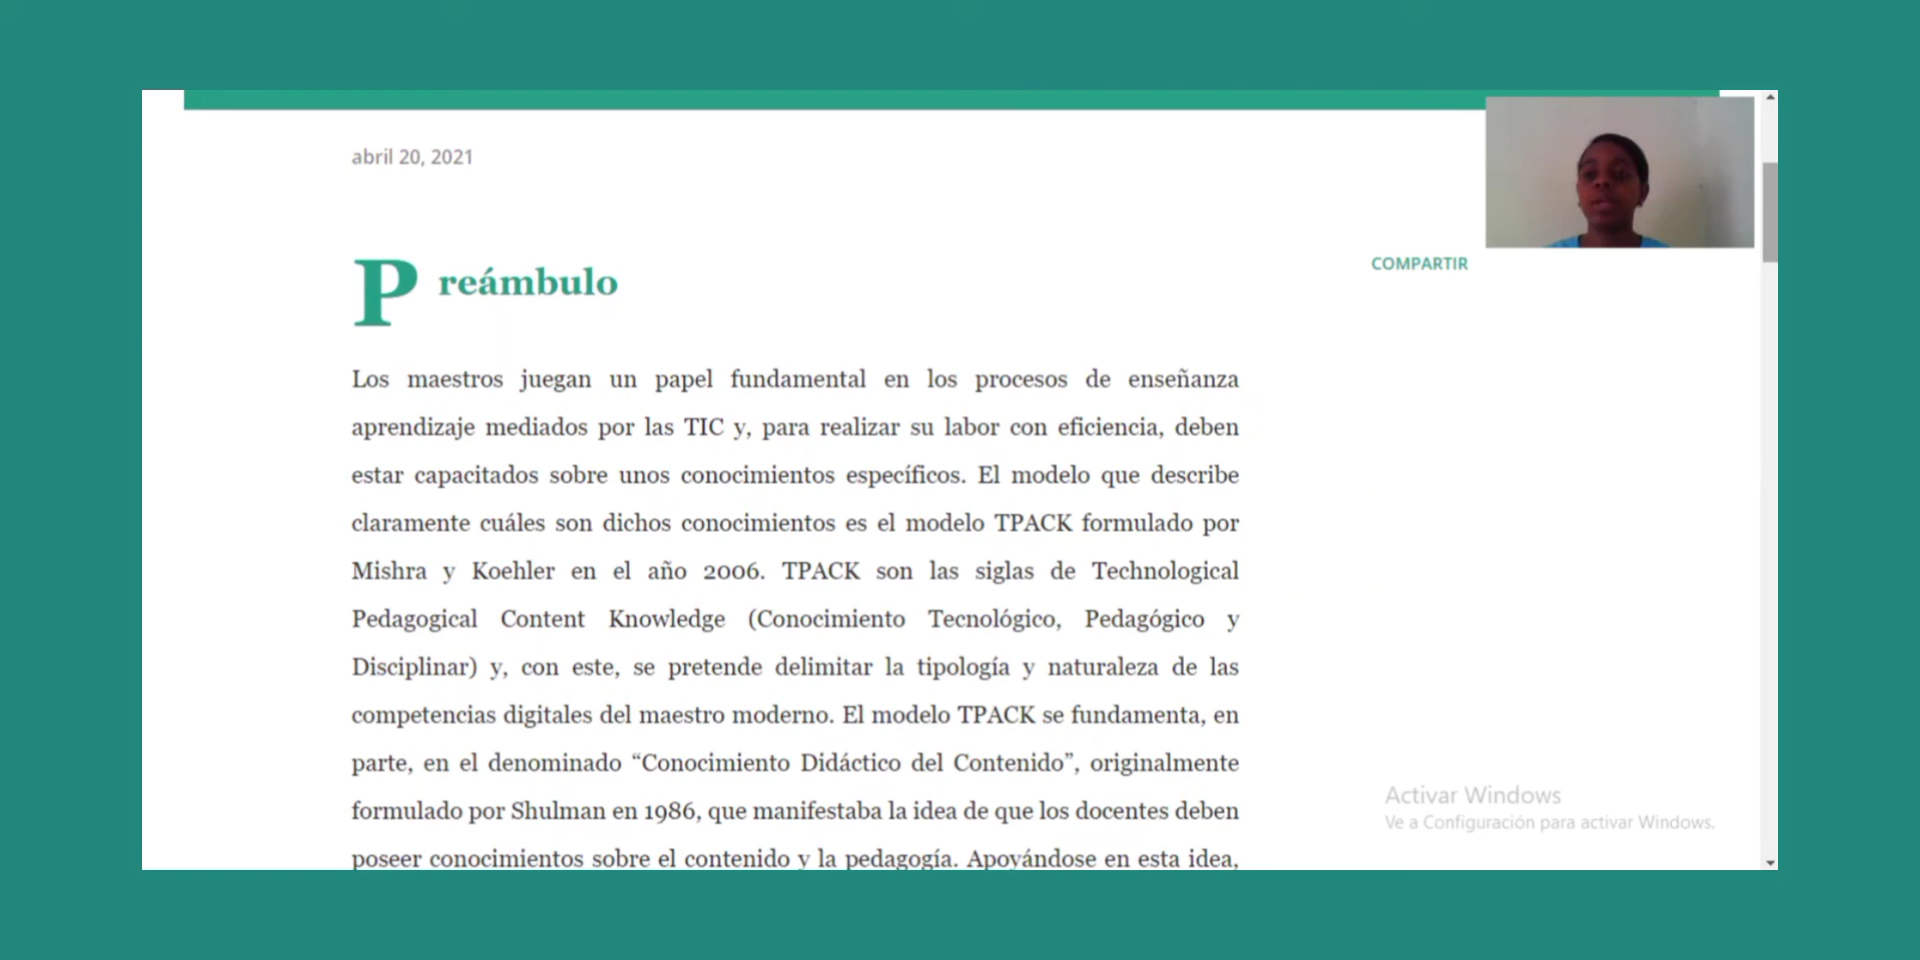 abril 20, 2021
Preámbulo
COMPARTIR
Los maestros juegan un papel fundamental en los procesos de enseñanza
aprendizaje mediados por las TIC y, para realizar su labor con eficiencia, deben
estar capacitados sobre unos conocimientos específicos. El modelo que describe
claramente cuáles son dichos conocimientos es el modelo TPACK formulado por
Mishra y Koehler en el año 2006. TPACK son las siglas de Technological
Pedagogical Content Knowledge (Conocimiento Tecnológico, Pedagógico y
Disciplinar) y, con este, se pretende delimitar la tipología y naturaleza de las
competencias digitales del maestro moderno. El modelo TPACK se fundamenta, en
parte, en el denominado “Conocimiento Didáctico del Contenido”, originalmente
formulado por Shulman en 1986, que manifestaba la idea de que los docentes deben
poseer conocimientos sobre el contenido y la pedagogía. Apoyándose en esta idea,
Activar Windows
Ve a Configuración para activar Windows.